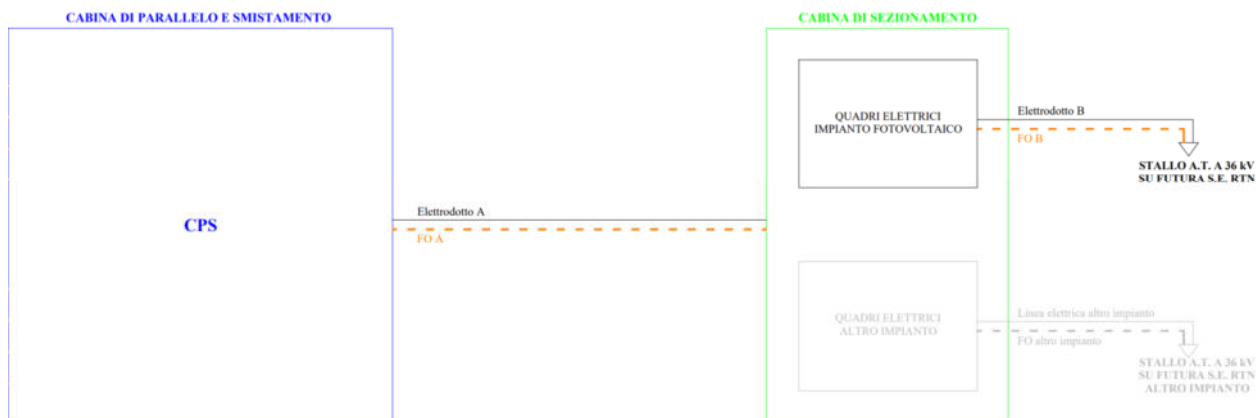 CABINA DI PARALLELO E SMISTAMENTO
CPS
Elettrodotto A
FO A
CABINA DI SEZIONAMENTO
QUADRI ELETTRICI
IMPIANTO FOTOVOLTAICO
Elettrodotto B
FO B
STALLO A.T. A 36 kV
SU FUTURA S.E. RTN
QUADRI ELETTRICI
ALTRO IMPIANTO
Linea elettrica altro impianto
FO altro impianto
STALLO A.T. A 36 kV
SU FUTURA S.E. RTN
ALTRO IMPIANTO